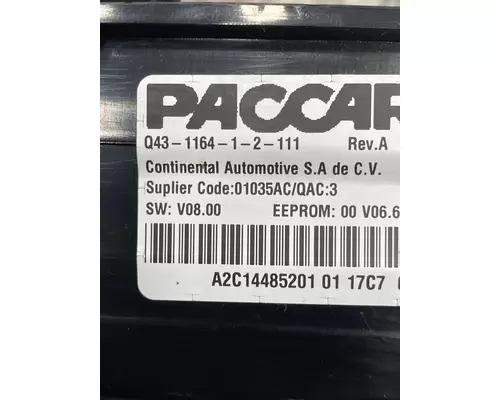 PACCAR
Q43-1164-1-2-111 Rev.A
Continental Automotive S.A de C.V.
Suplier Code:01035AC/QAC:3
SW: V08.00 EEPROM: 00 V06.6
A2C14485201 01 17C7